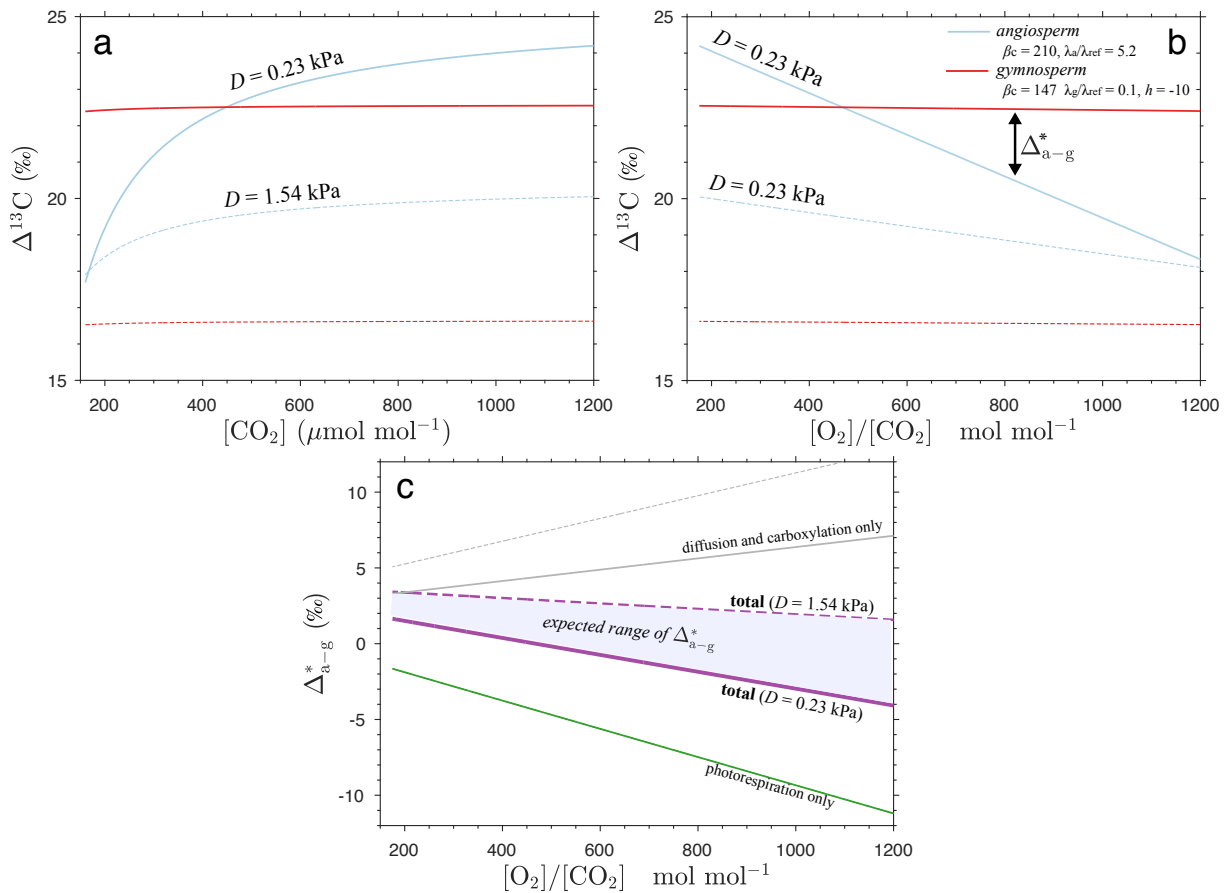 a
25
20
15
Δ¹³C (‰)
D = 0.23 kPa
D = 1.54 kPa
200 400 600 800 1000 1200
[CO₂] (μmol mol⁻¹)
b
25
20
15
Δ¹³C (‰)
D = 0.23 kPa
D = 0.23 kPa
angiosperm
βc = 210, λa/λref = 5.2
gymnosperm
βc = 147 λg/λref = 0.1, h = -10
Δ*a−g
200 400 600 800 1000 1200
[O₂]/[CO₂] mol mol⁻¹
c
10
5
0
-5
-10
Δ*a−g (‰)
diffusion and carboxylation only
total (D = 1.54 kPa)
expected range of Δ*a−g
total (D = 0.23 kPa)
photorespiration only
200 400 600 800 1000 1200
[O₂]/[CO₂] mol mol⁻¹